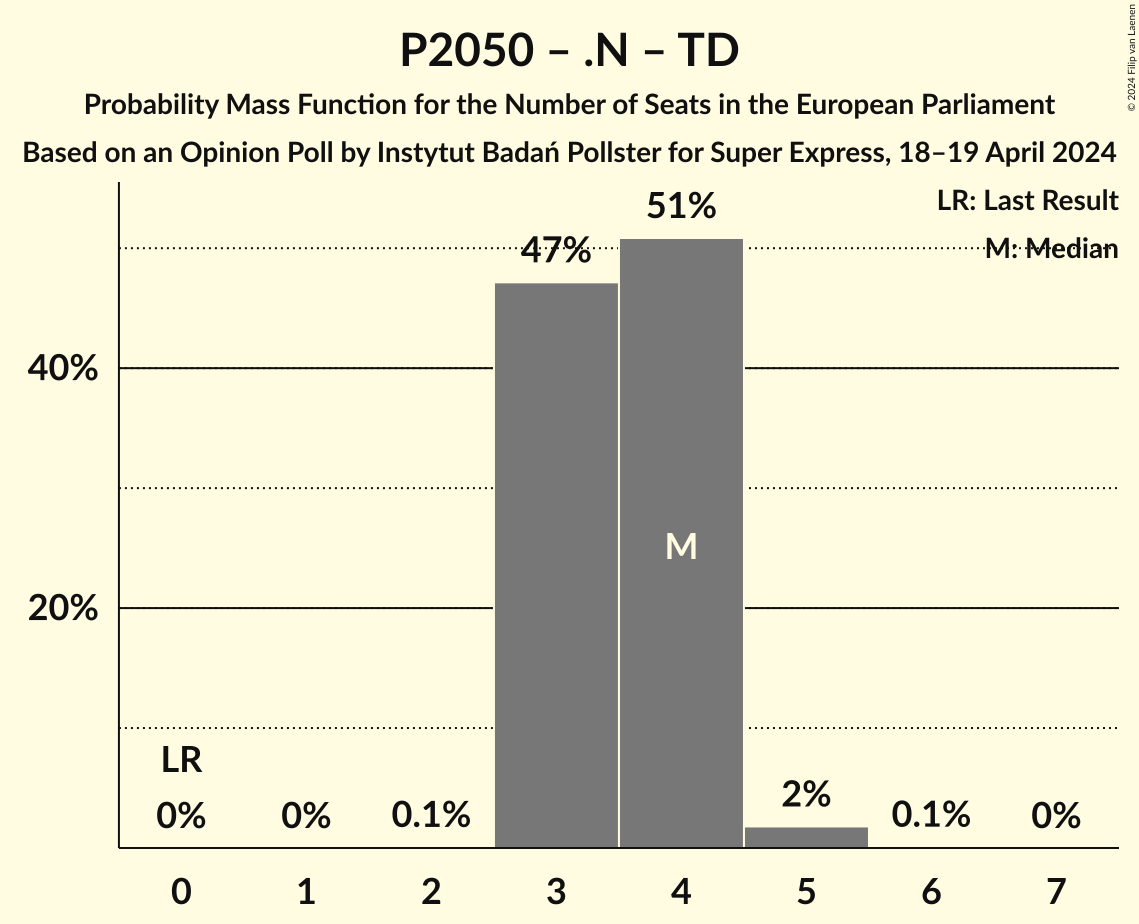 P2050 – .N – TD
Probability Mass Function for the Number of Seats in the European Parliament
Based on an Opinion Poll by Instytut Badań Pollster for Super Express, 18–19 April 2024
© 2024 Filip van Laenen
LR: Last Result
M: Median
51%
47%
40%
M
20%
LR
0% 0% 0.1% 2% 0.1% 0%
0 1 2 3 4 5 6 7